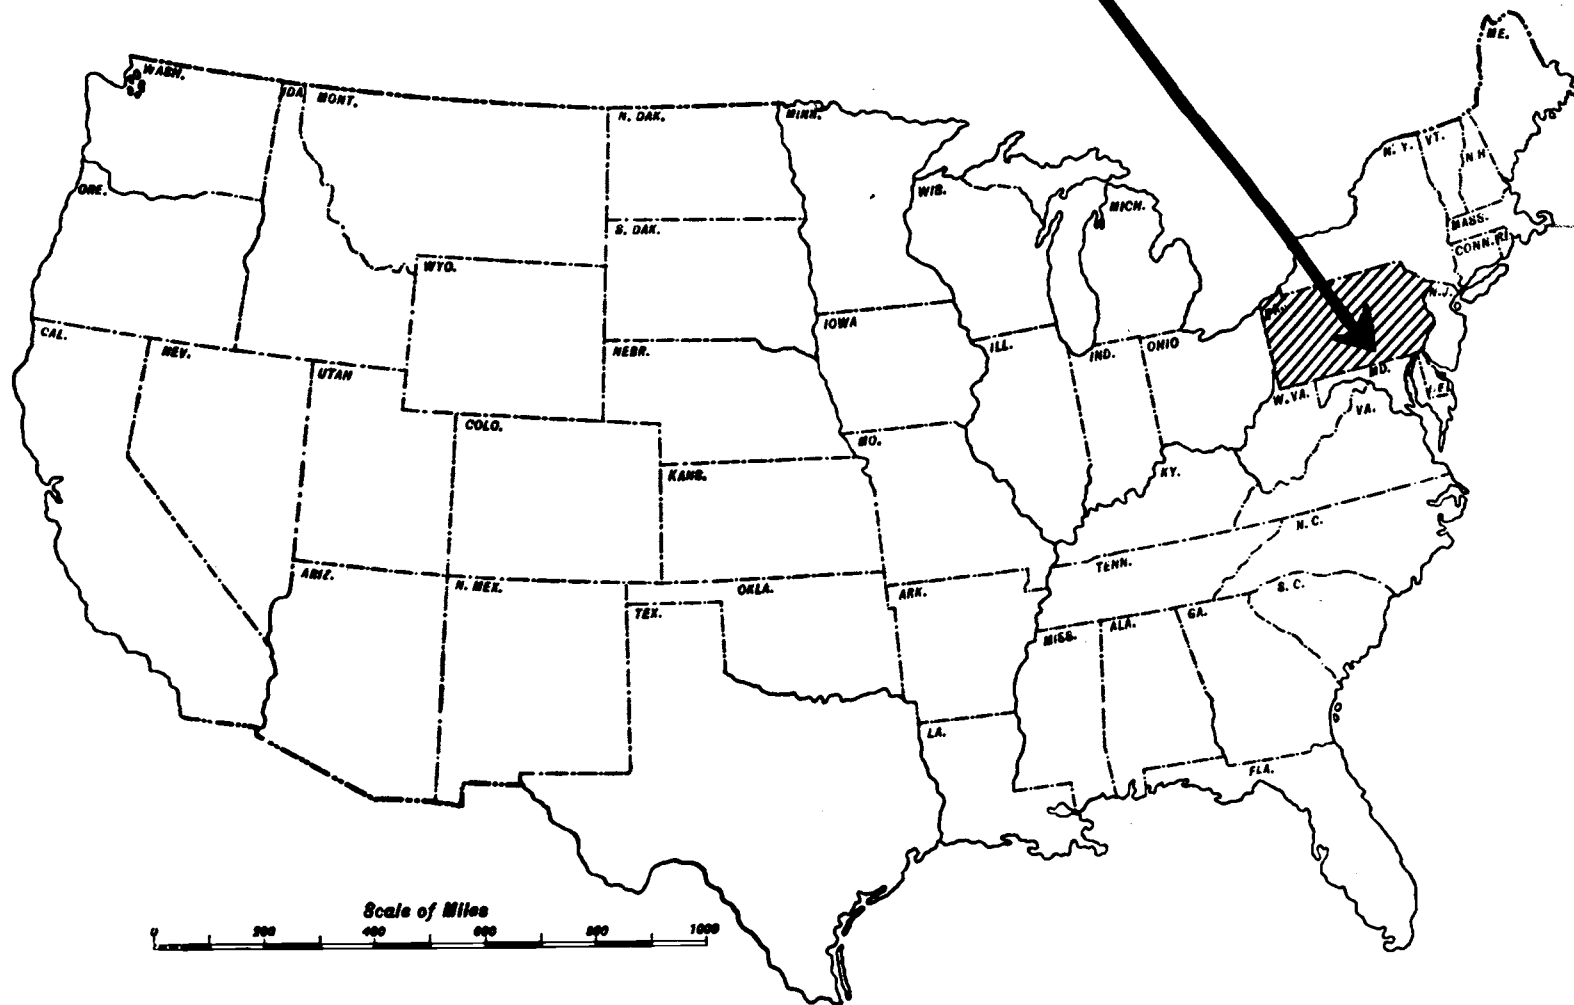 WASH.
IDA
MONT.
N. DAK.
MINN.
ME.
ORE.
S. DAK.
WIS.
MICH.
N. Y.
VT.
N H
MASS.
CONN.
R.I.
WYO.
CAL.
NEV.
UTAH
NEBR.
IOWA
ILL.
IND.
OHIO
PA.
N.J.
MD.
W. VA.
VA.
COLO.
KANS.
MO.
KY.
ARIZ.
N. MEX.
OKLA.
TEX.
ARK.
TENN.
N. C.
S. C.
MISS.
ALA.
GA.
LA.
FLA.
Scale of Miles
0 200 400 600 800 1000